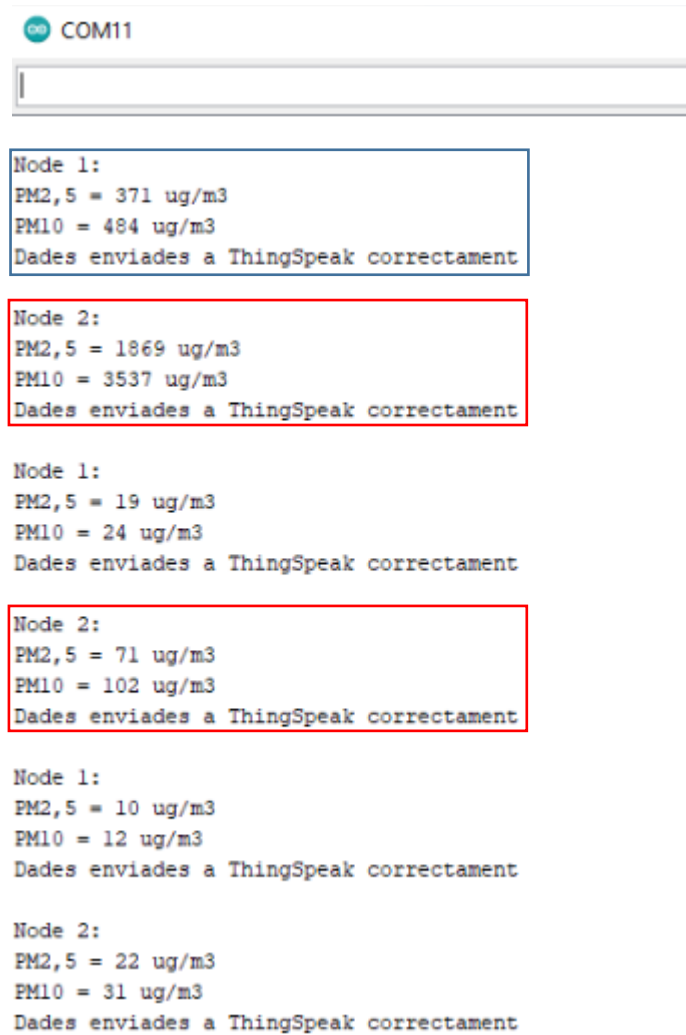 COM11
Node 1:
PM2,5 = 371 ug/m3
PM10 = 484 ug/m3
Dades enviades a ThingSpeak correctament
Node 2:
PM2,5 = 1869 ug/m3
PM10 = 3537 ug/m3
Dades enviades a ThingSpeak correctament
Node 1:
PM2,5 = 19 ug/m3
PM10 = 24 ug/m3
Dades enviades a ThingSpeak correctament
Node 2:
PM2,5 = 71 ug/m3
PM10 = 102 ug/m3
Dades enviades a ThingSpeak correctament
Node 1:
PM2,5 = 10 ug/m3
PM10 = 12 ug/m3
Dades enviades a ThingSpeak correctament
Node 2:
PM2,5 = 22 ug/m3
PM10 = 31 ug/m3
Dades enviades a ThingSpeak correctament